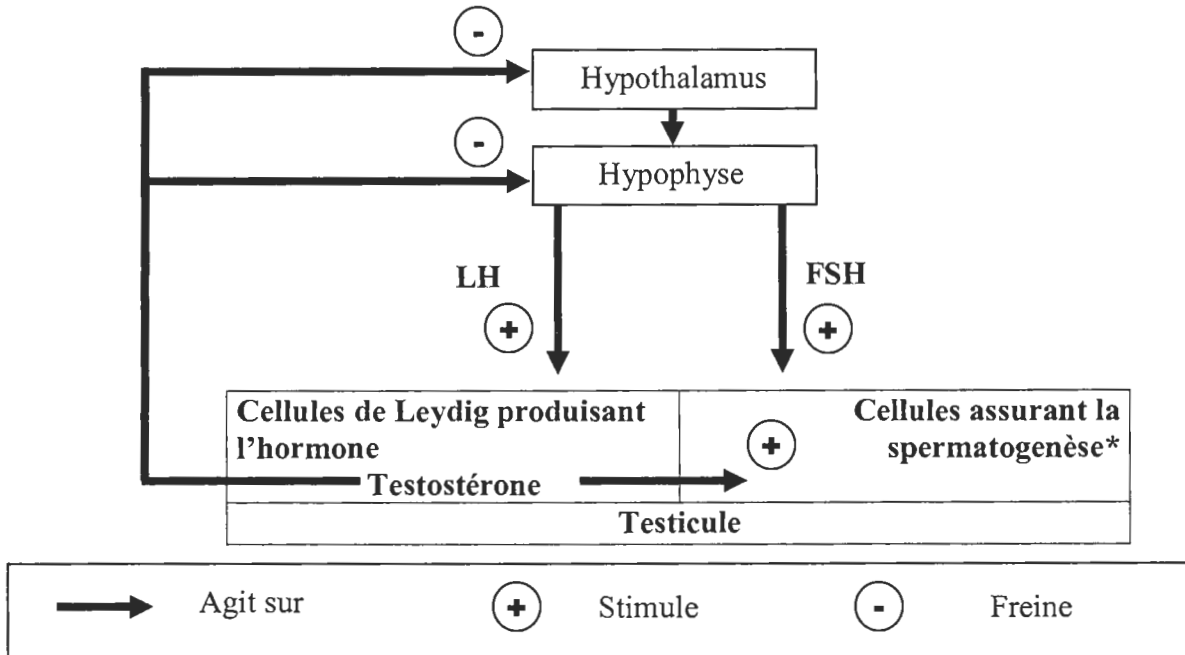 -
Hypothalamus
-
Hypophyse
LH
FSH
+
+
Cellules de Leydig produisant
l'hormone
Cellules assurant la
spermatogenèse*
+
Testostérone
Testicule
Agit sur
+
Stimule
-
Freine